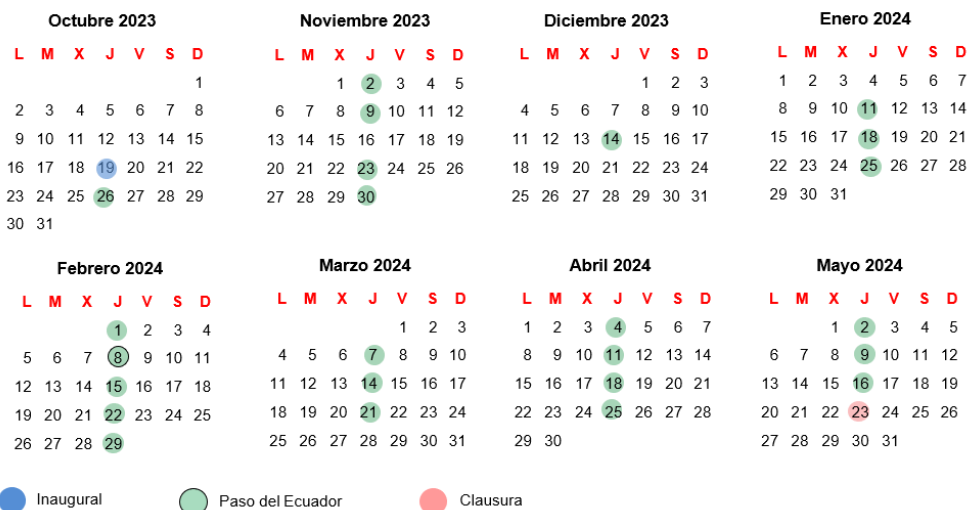 Octubre 2023
L M X J V S D
1
2 3 4 5 6 7 8
9 10 11 12 13 14 15
16 17 18 19 20 21 22
23 24 25 26 27 28 29
30 31
Noviembre 2023
L M X J V S D
1 2 3 4 5
6 7 8 9 10 11 12
13 14 15 16 17 18 19
20 21 22 23 24 25 26
27 28 29 30
Diciembre 2023
L M X J V S D
1 2 3
4 5 6 7 8 9 10
11 12 13 14 15 16 17
18 19 20 21 22 23 24
25 26 27 28 29 30 31
Enero 2024
L M X J V S D
1 2 3 4 5 6 7
8 9 10 11 12 13 14
15 16 17 18 19 20 21
22 23 24 25 26 27 28
29 30 31
Febrero 2024
L M X J V S D
1 2 3 4
5 6 7 8 9 10 11
12 13 14 15 16 17 18
19 20 21 22 23 24 25
26 27 28 29
Marzo 2024
L M X J V S D
1 2 3
4 5 6 7 8 9 10
11 12 13 14 15 16 17
18 19 20 21 22 23 24
25 26 27 28 29 30 31
Abril 2024
L M X J V S D
1 2 3 4 5 6 7
8 9 10 11 12 13 14
15 16 17 18 19 20 21
22 23 24 25 26 27 28
29 30
Mayo 2024
L M X J V S D
1 2 3 4 5
6 7 8 9 10 11 12
13 14 15 16 17 18 19
20 21 22 23 24 25 26
27 28 29 30 31
Inaugural
Paso del Ecuador
Clausura